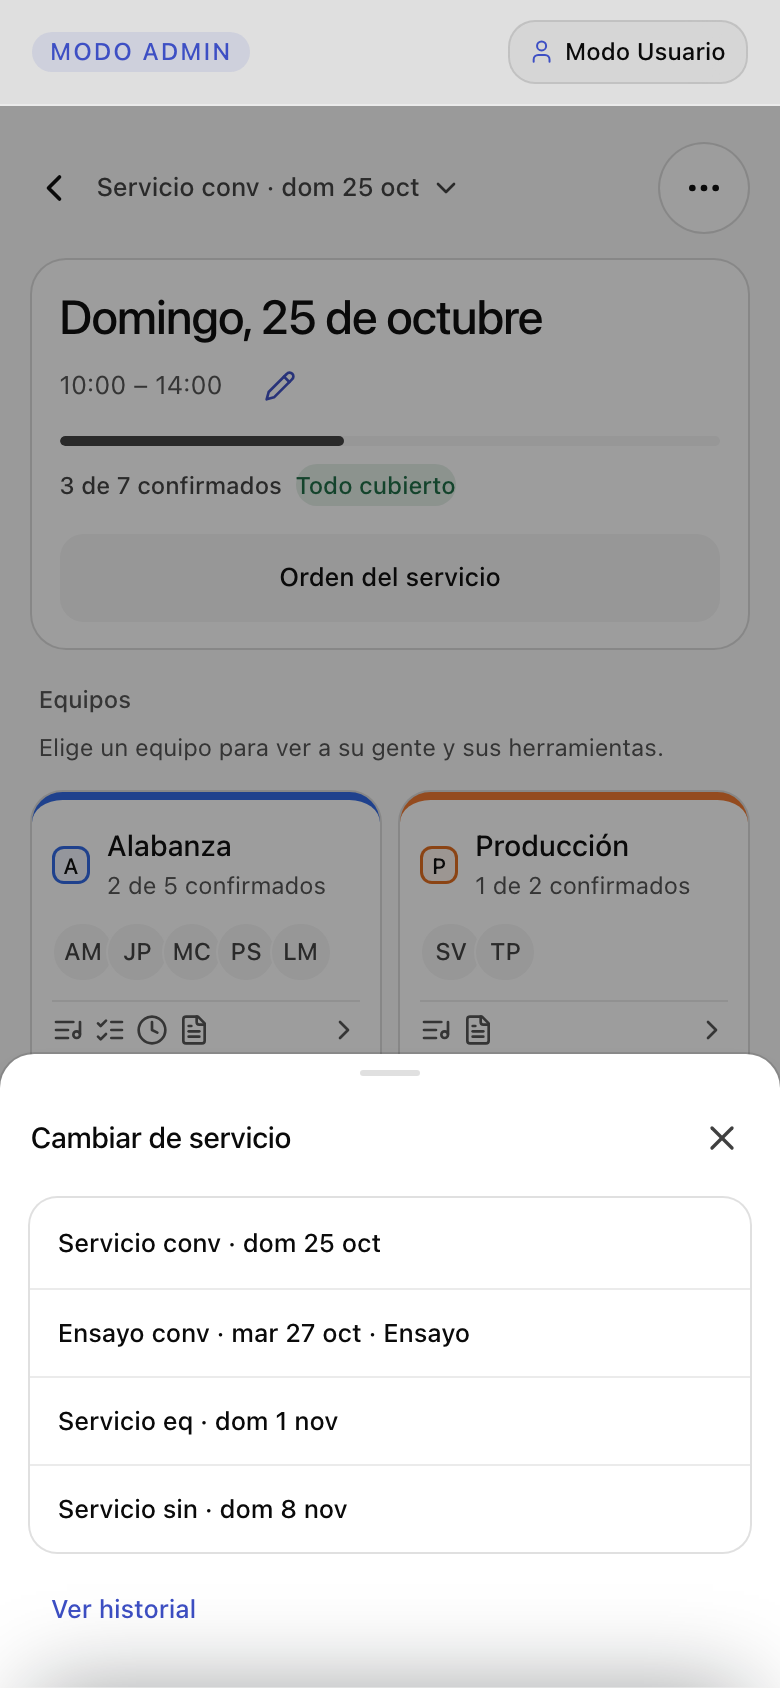 MODO ADMIN
Modo Usuario
Servicio conv · dom 25 oct
Domingo, 25 de octubre
10:00 – 14:00
3 de 7 confirmados Todo cubierto
Orden del servicio
Equipos
Elige un equipo para ver a su gente y sus herramientas.
A
Alabanza
2 de 5 confirmados
AM JP MC PS LM
P
Producción
1 de 2 confirmados
SV TP
Cambiar de servicio
Servicio conv · dom 25 oct
Ensayo conv · mar 27 oct · Ensayo
Servicio eq · dom 1 nov
Servicio sin · dom 8 nov
Ver historial